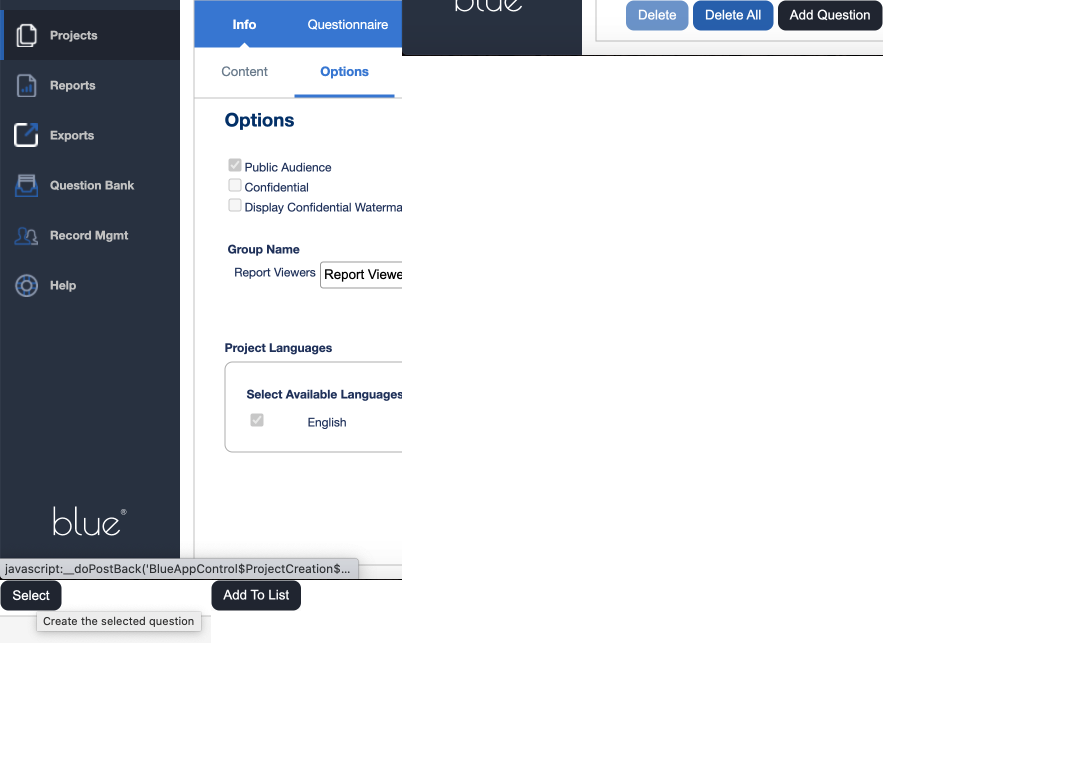 Projects
Reports
Exports
Question Bank
Record Mgmt
Help
blue®
Info
Questionnaire
Content
Options
Options
Public Audience
Confidential
Display Confidential Waterma
Group Name
Report Viewers
Report Viewe
Project Languages
Select Available Languages
English
javascript:__doPostBack('BlueAppControl$ProjectCreation$...
Select
Create the selected question
Add To List
blue
Delete
Delete All
Add Question